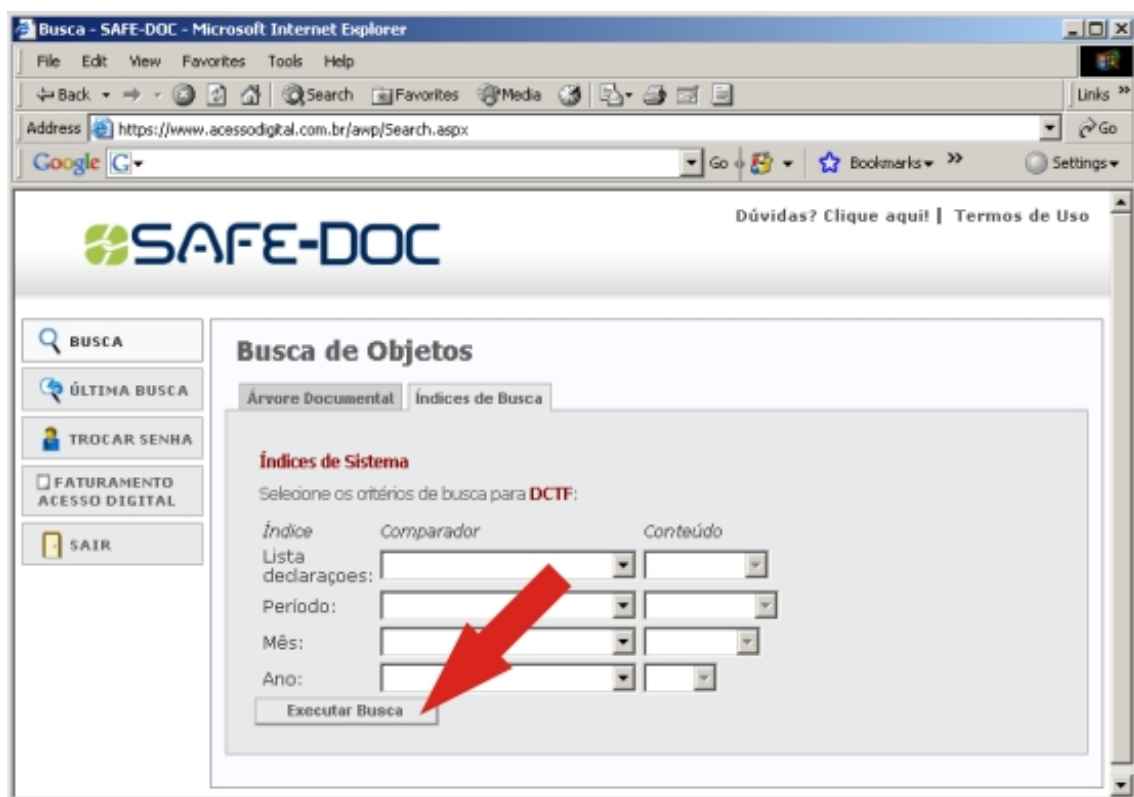 Busca - SAFE-DOC - Microsoft Internet Explorer
File Edit View Favorites Tools Help
Back Search Favorites Media Links »
Address https://www.acessodigital.com.br/awp/Search.aspx Go
Google G Go Bookmarks » Settings
Dúvidas? Clique aqui! | Termos de Uso
SAFE-DOC
BUSCA
ÚLTIMA BUSCA
TROCAR SENHA
FATURAMENTO
ACESSO DIGITAL
SAIR
Busca de Objetos
Árvore Documental Índices de Busca
Índices de Sistema
Selecione os critérios de busca para DCTF:
Índice Comparador Conteúdo
Lista
declaraçoes:
Período:
Mês:
Ano:
Executar Busca